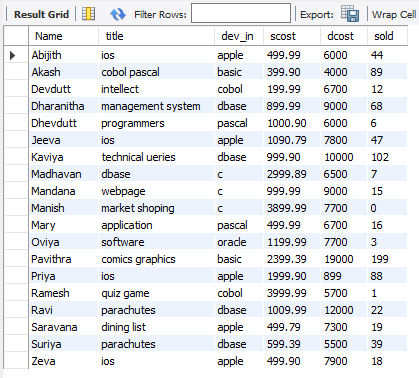 Result Grid Filter Rows: Export: Wrap Cell
Name title dev_in scost dcost sold
Abijith ios apple 499.99 6000 44
Akash cobol pascal basic 399.90 4000 89
Devdutt intellect cobol 199.99 6700 12
Dharanitha management system dbase 899.99 9000 68
Dhevdutt programmers pascal 1000.90 6000 6
Jeeva ios apple 1090.79 7800 47
Kaviya technical ueries dbase 999.90 10000 102
Madhavan dbase c 2999.89 6500 7
Mandana webpage c 999.99 9000 15
Manish market shoping c 3899.99 7700 0
Mary application pascal 499.99 6700 16
Oviya software oracle 1199.99 7700 3
Pavithra comics graphics basic 2399.39 19000 199
Priya ios apple 1999.90 899 88
Ramesh quiz game cobol 3999.99 5700 1
Ravi parachutes dbase 1009.99 12000 22
Saravana dining list apple 499.79 7300 19
Suriya parachutes dbase 599.39 5500 39
Zeva ios apple 499.90 7900 18